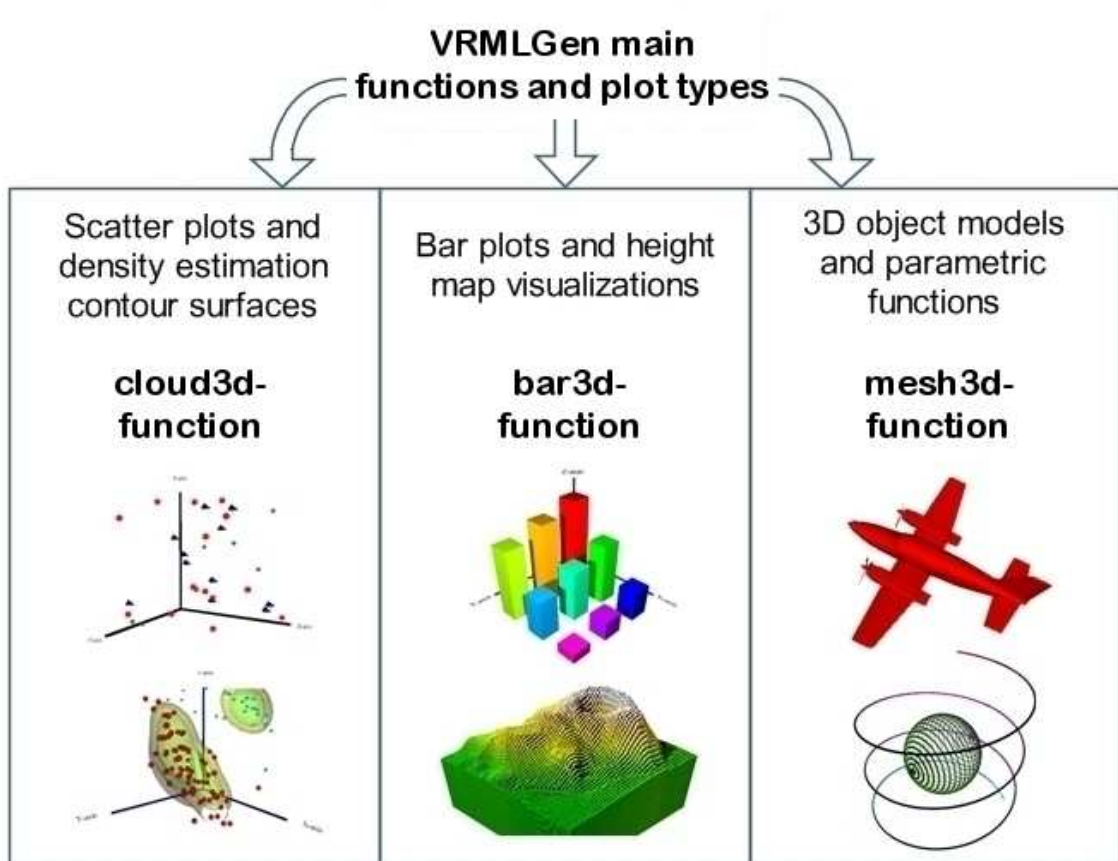 VRMLGen main
functions and plot types
Scatter plots and
density estimation
contour surfaces
cloud3d-
function
Bar plots and height
map visualizations
bar3d-
function
3D object models
and parametric
functions
mesh3d-
function